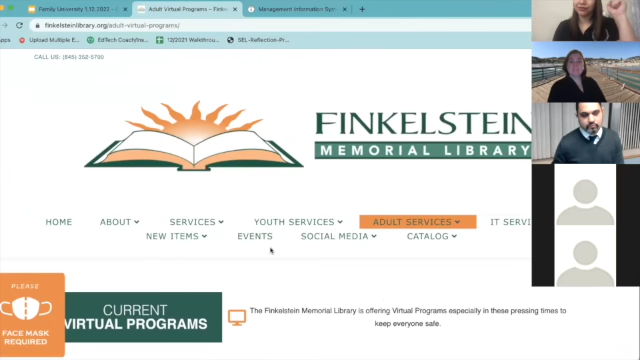 Family University 1.12.2022 -
Adult Virtual Programs – Finke
Management information Sys
finkelsteinlibrary.org/adult-virtual-programs/
Apps
Upload Multiple E...
EdTech Coach/Ins...
12/2021 Walkthrou...
SEL-Reflection-Pr...
CALL US: (845) 352-5700
FINKELSTEIN
MEMORIAL LIBRARY
HOME ABOUT SERVICES YOUTH SERVICES ADULT SERVICES IT SERVI
NEW ITEMS EVENTS SOCIAL MEDIA CATALOG
PLEASE
FACE MASK
REQUIRED
CURRENT
VIRTUAL PROGRAMS
The Finkelstein Memorial Library is offering Virtual Programs especially in these pressing times to
keep everyone safe.